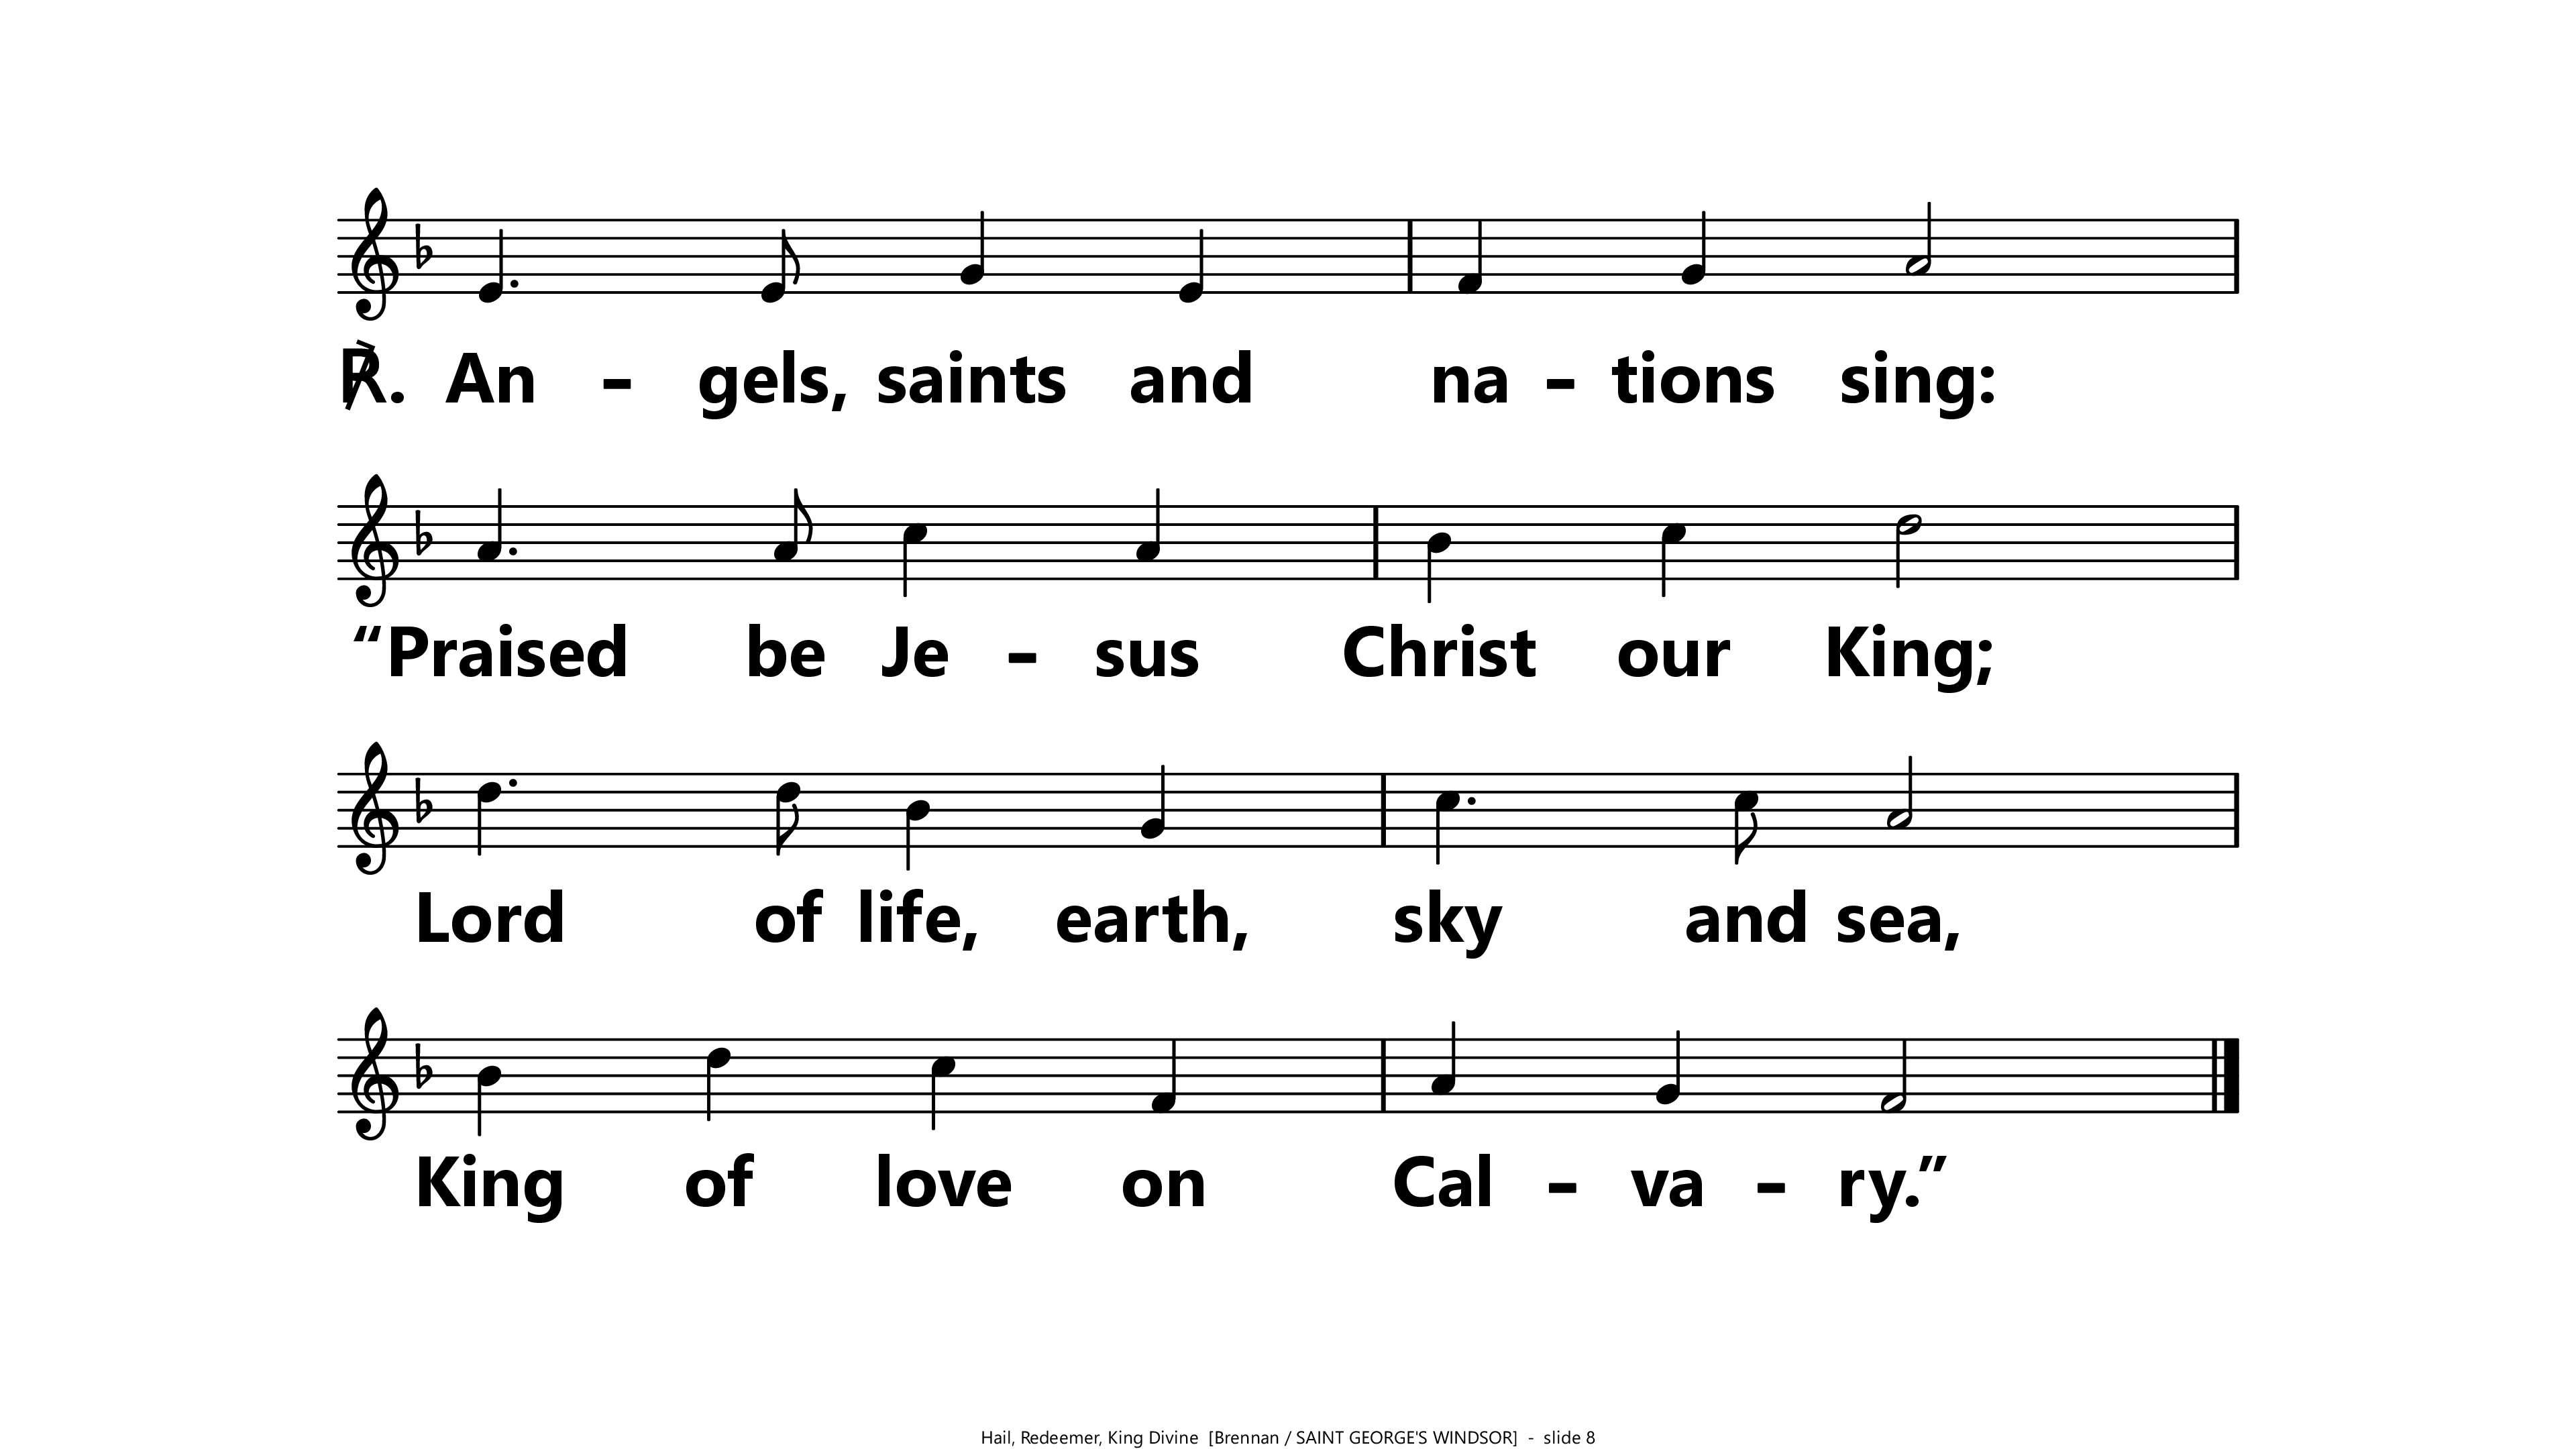 ℟. An - gels, saints and na - tions sing:
“Praised be Je - sus Christ our King;
Lord of life, earth, sky and sea,
King of love on Cal - va - ry.”
Hail, Redeemer, King Divine [Brennan / SAINT GEORGE'S WINDSOR] - slide 8